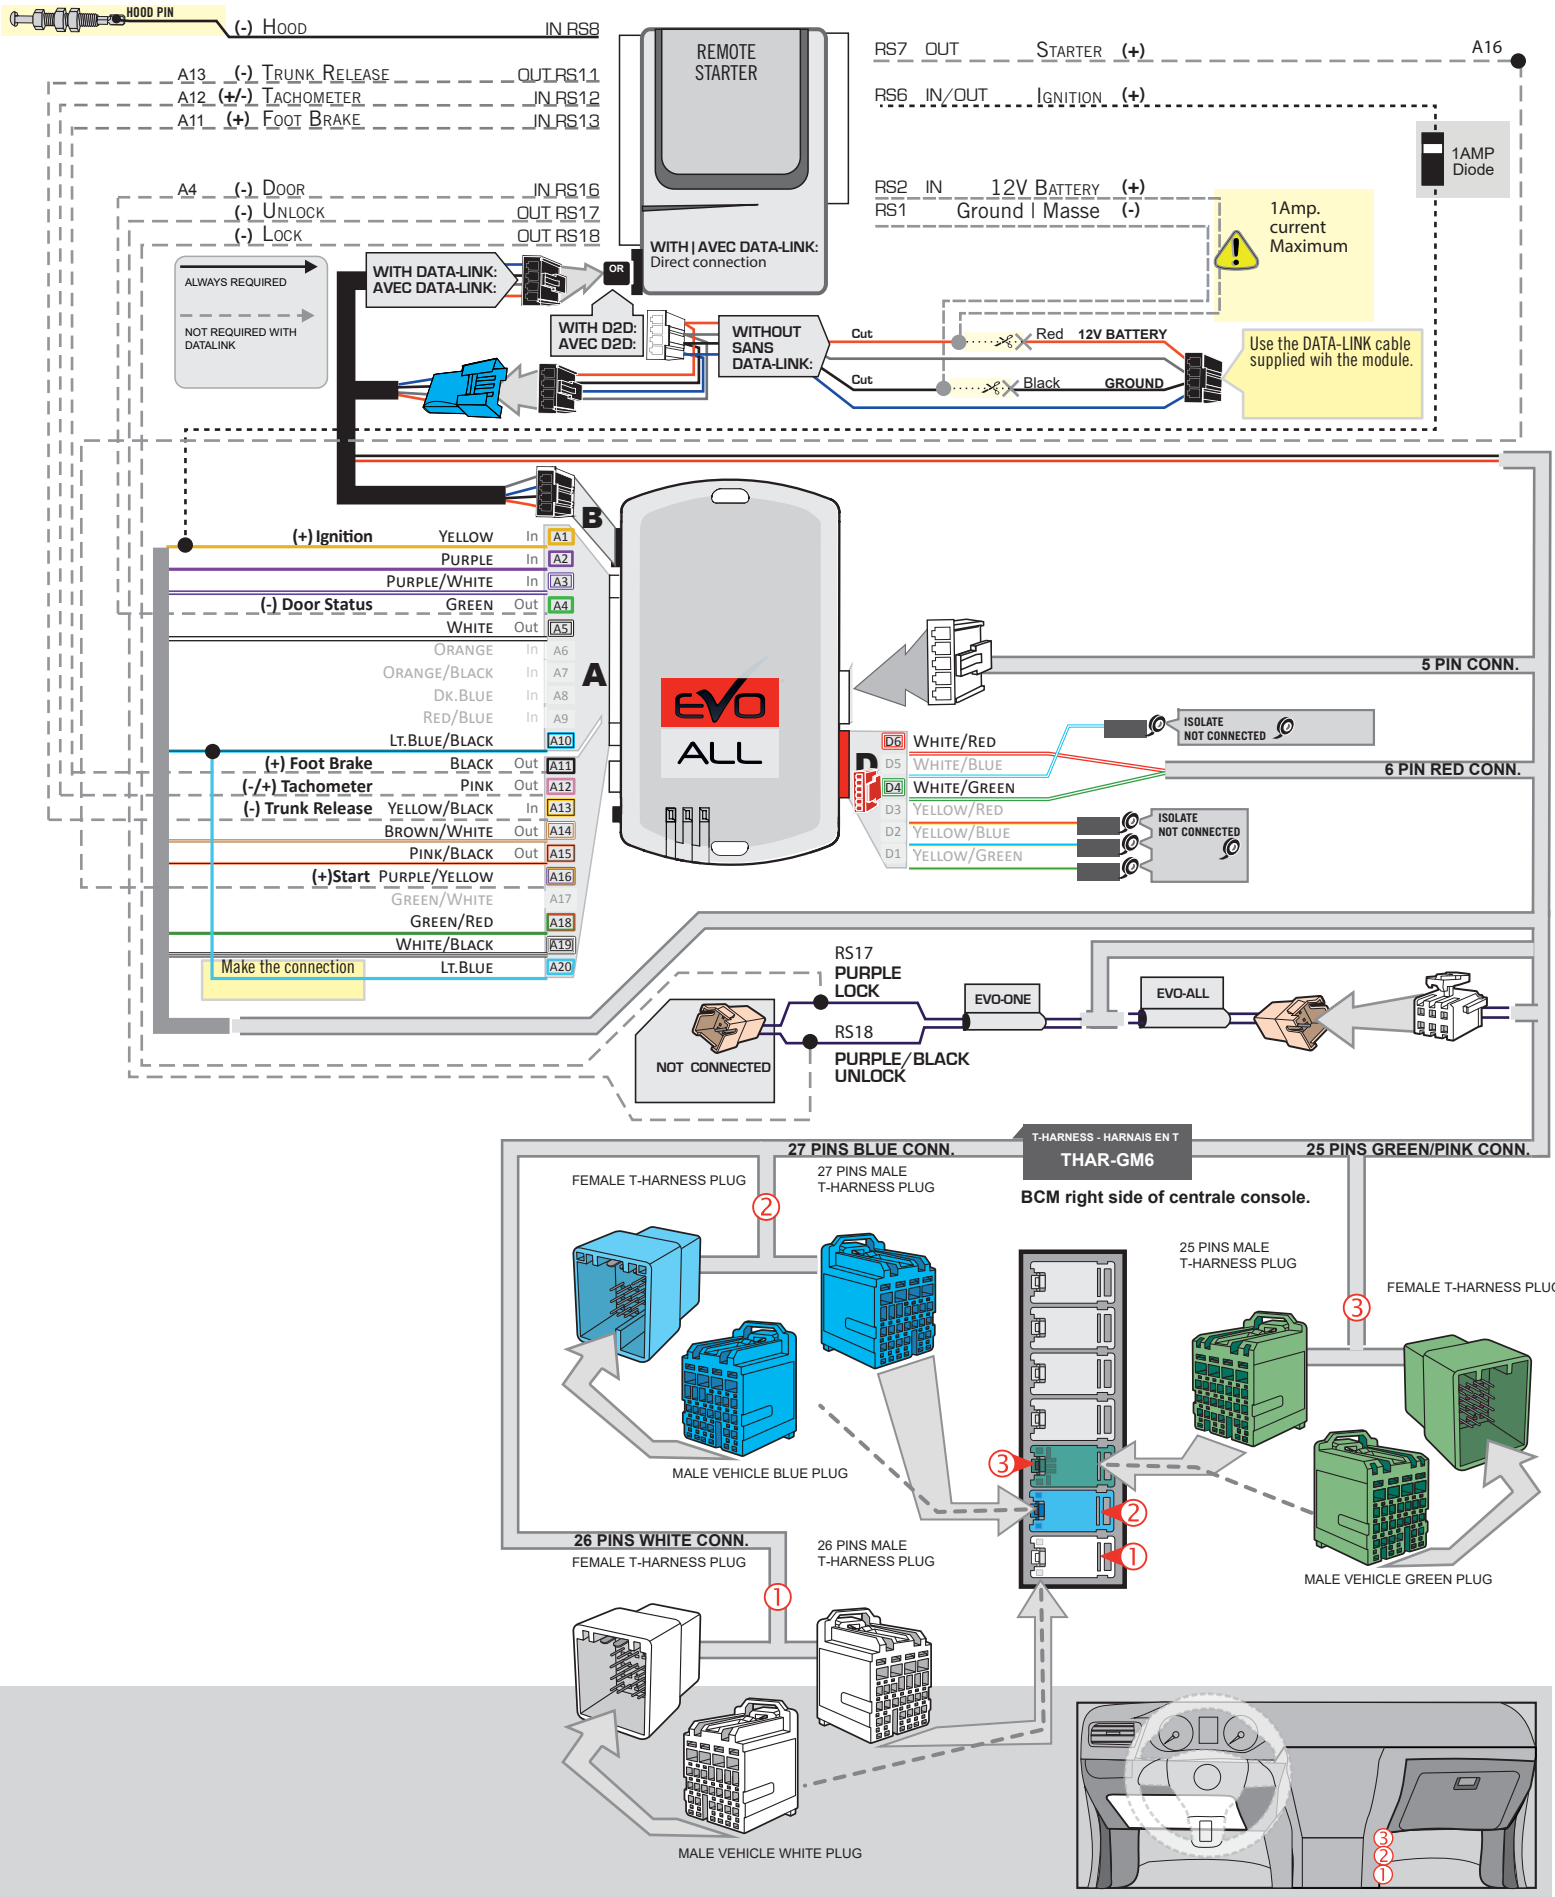 HOOD PIN
(-) HOOD IN RS8
A13 (-) TRUNK RELEASE OUT RS11
A12 (+/-) TACHOMETER IN RS12
A11 (+) FOOT BRAKE IN RS13
A4 (-) DOOR IN RS16
(-) UNLOCK OUT RS17
(-) LOCK OUT RS18
REMOTE
STARTER
WITH | AVEC DATA-LINK:
Direct connection
RS7 OUT STARTER (+) A16
RS6 IN/OUT IGNITION (+)
1AMP
Diode
RS2 IN 12V BATTERY (+)
RS1 Ground | Masse (-)
1Amp.
current
Maximum
ALWAYS REQUIRED
NOT REQUIRED WITH
DATALINK
WITH DATA-LINK:
AVEC DATA-LINK:
OR
WITH D2D:
AVEC D2D:
WITHOUT
SANS
DATA-LINK:
Cut Red 12V BATTERY
Cut Black GROUND
Use the DATA-LINK cable
supplied wih the module.
B
A
D
(+) Ignition YELLOW In A1
PURPLE In A2
PURPLE/WHITE In A3
(-) Door Status GREEN Out A4
WHITE Out A5
ORANGE In A6
ORANGE/BLACK In A7
DK.BLUE In A8
RED/BLUE In A9
LT.BLUE/BLACK A10
(+) Foot Brake BLACK Out A11
(-/+) Tachometer PINK Out A12
(-) Trunk Release YELLOW/BLACK In A13
BROWN/WHITE Out A14
PINK/BLACK Out A15
(+)Start PURPLE/YELLOW A16
GREEN/WHITE A17
GREEN/RED A18
WHITE/BLACK A19
Make the connection LT.BLUE A20
EVO
ALL
5 PIN CONN.
D6 WHITE/RED
D5 WHITE/BLUE
D4 WHITE/GREEN
D3 YELLOW/RED
D2 YELLOW/BLUE
D1 YELLOW/GREEN
ISOLATE
NOT CONNECTED
6 PIN RED CONN.
ISOLATE
NOT CONNECTED
RS17
PURPLE
LOCK
RS18
PURPLE/BLACK
UNLOCK
NOT CONNECTED
EVO-ONE
EVO-ALL
T-HARNESS - HARNAIS EN T
THAR-GM6
27 PINS BLUE CONN.
25 PINS GREEN/PINK CONN.
BCM right side of centrale console.
FEMALE T-HARNESS PLUG
27 PINS MALE
T-HARNESS PLUG
2
25 PINS MALE
T-HARNESS PLUG
FEMALE T-HARNESS PLUG
3
MALE VEHICLE BLUE PLUG
3
2
1
MALE VEHICLE GREEN PLUG
26 PINS WHITE CONN.
FEMALE T-HARNESS PLUG
26 PINS MALE
T-HARNESS PLUG
1
MALE VEHICLE WHITE PLUG
3
2
1